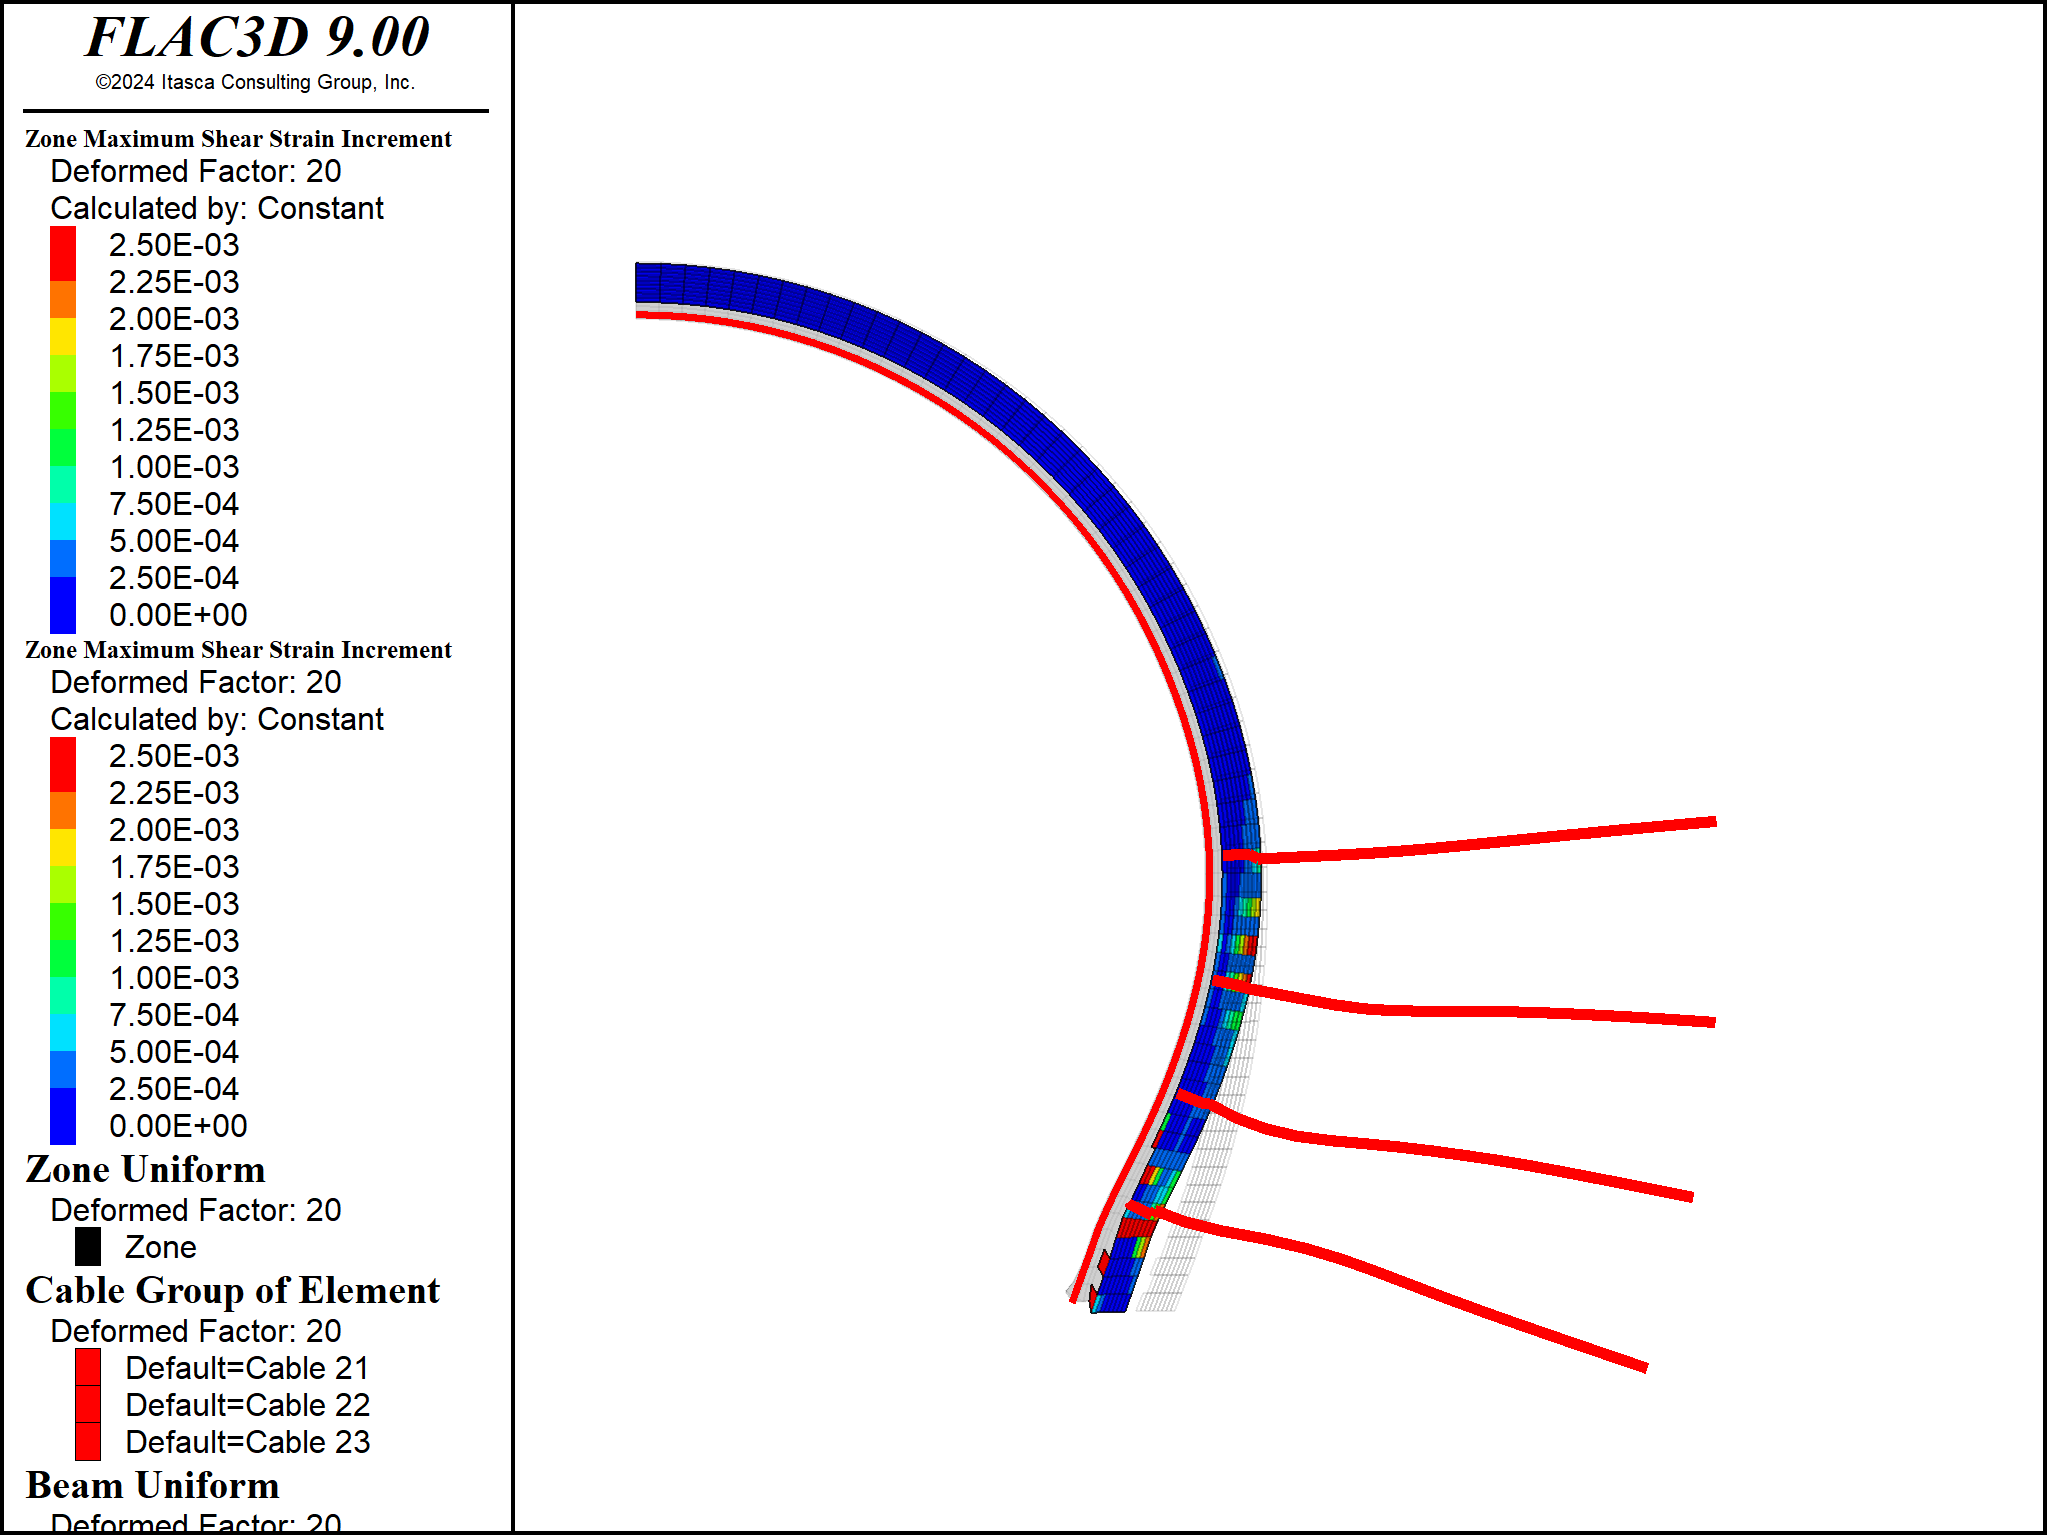 FLAC3D 9.00
©2024 Itasca Consulting Group, Inc.
Zone Maximum Shear Strain Increment
Deformed Factor: 20
Calculated by: Constant
2.50E-03
2.25E-03
2.00E-03
1.75E-03
1.50E-03
1.25E-03
1.00E-03
7.50E-04
5.00E-04
2.50E-04
0.00E+00
Zone Maximum Shear Strain Increment
Deformed Factor: 20
Calculated by: Constant
2.50E-03
2.25E-03
2.00E-03
1.75E-03
1.50E-03
1.25E-03
1.00E-03
7.50E-04
5.00E-04
2.50E-04
0.00E+00
Zone Uniform
Deformed Factor: 20
Zone
Cable Group of Element
Deformed Factor: 20
Default=Cable 21
Default=Cable 22
Default=Cable 23
Beam Uniform
Deformed Factor: 20